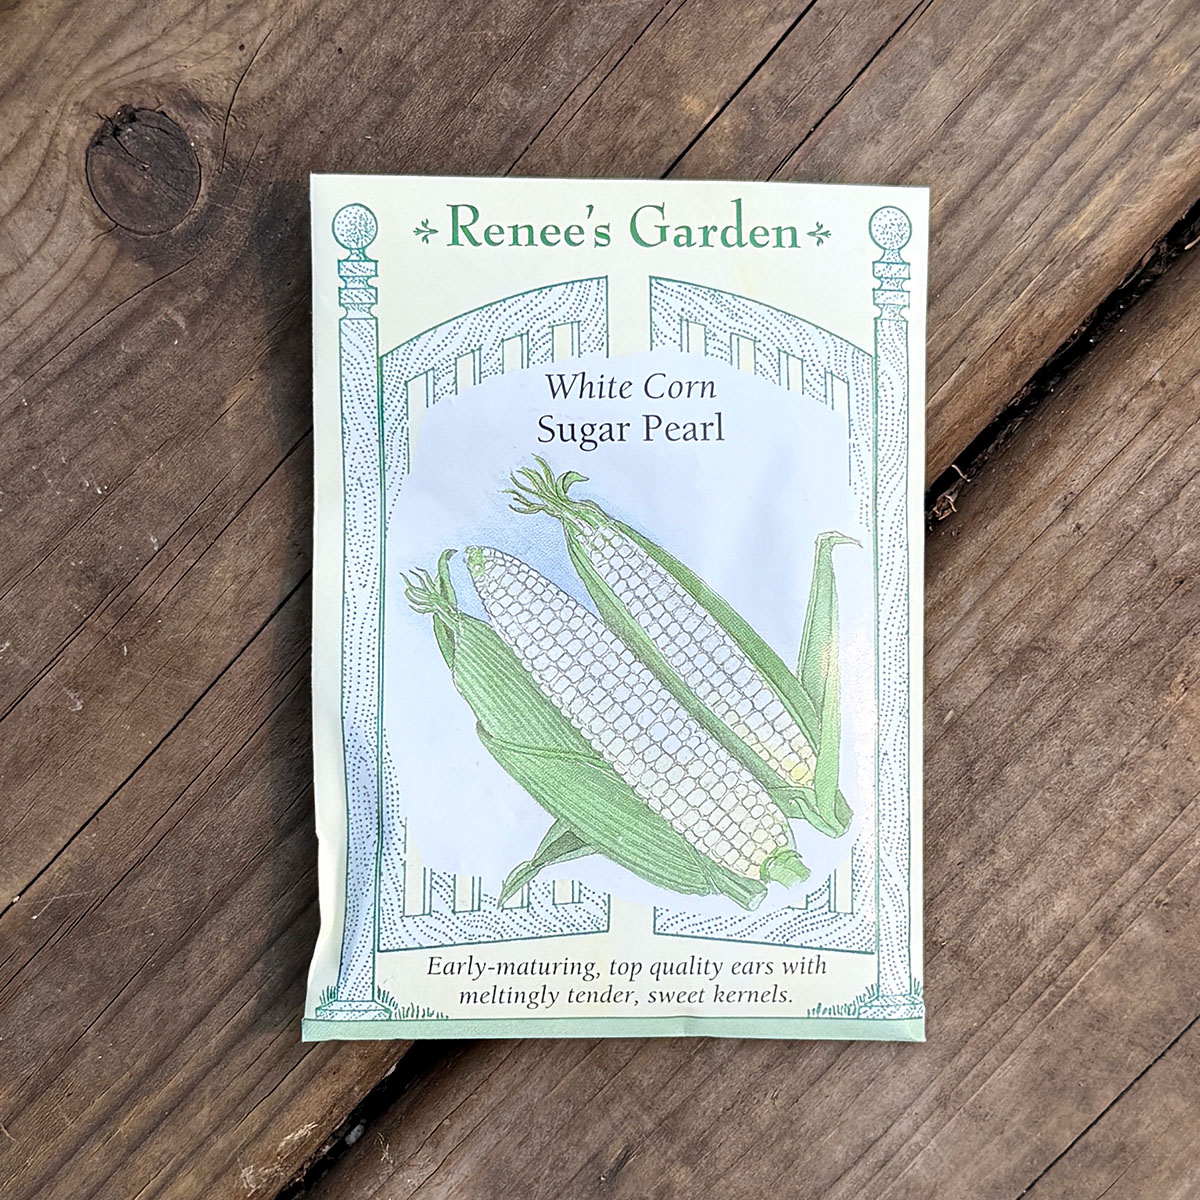 Renee's Garden
White Corn
Sugar Pearl
Early-maturing, top quality ears with
meltingly tender, sweet kernels.